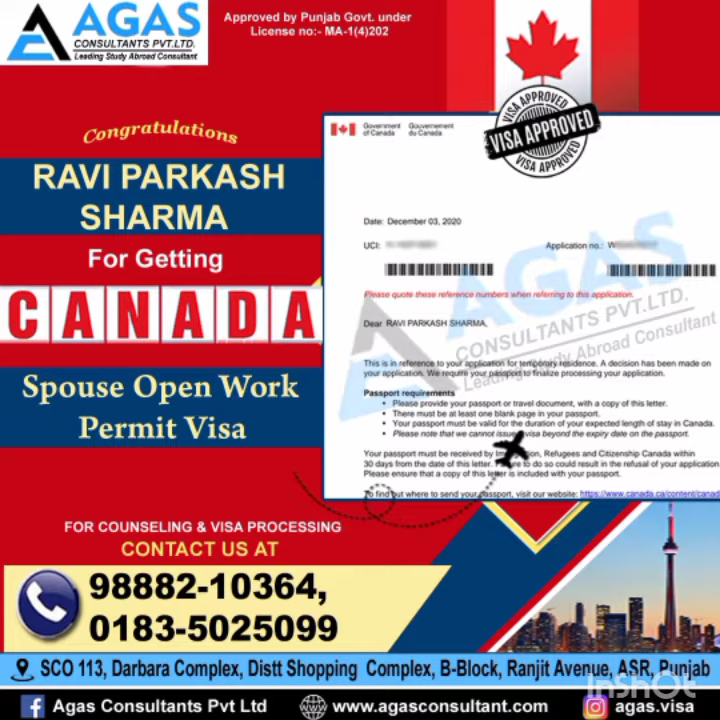 AGAS
CONSULTANTS PVT.LTD.
Leading Study Abroad Consultant
Approved by Punjab Govt. under
License no:- MA-1(4)202
VISA APPROVED
VISA APPROVED
VISA APPROVED
Congratulations
RAVI PARKASH
SHARMA
For Getting
CANADA
Spouse Open Work
Permit Visa
Government
of Canada
Gouvernement
du Canada
Date: December 03, 2020
UCI:
Application no.: W
Please quote these reference numbers when referring to this application.
Dear RAVI PARKASH SHARMA,
AGAS
CONSULTANTS PVT.LTD.
Leading Study Abroad Consultant
This is in reference to your application for temporary residence. A decision has been made on
your application. We require your passport to finalize processing your application.
Passport requirements
• Please provide your passport or travel document, with a copy of this letter.
• There must be at least one blank page in your passport.
• Your passport must be valid for the duration of your expected length of stay in Canada.
• Please note that we cannot issue visa beyond the expiry date on the passport.
Your passport must be received by Refugees and Citizenship Canada within
30 days from the date of this letter. to do so could result in the refusal of your application
Please ensure that a copy of this letter is included with your passport.
To find out where to send your passport, visit our website: https://www.canada.ca/content/canad
FOR COUNSELING & VISA PROCESSING
CONTACT US AT
98882-10364,
0183-5025099
SCO 113, Darbara Complex, Distt Shopping Complex, B-Block, Ranjit Avenue, ASR, Punjab
InShOt
Agas Consultants Pvt Ltd
www.agasconsultant.com
agas.visa